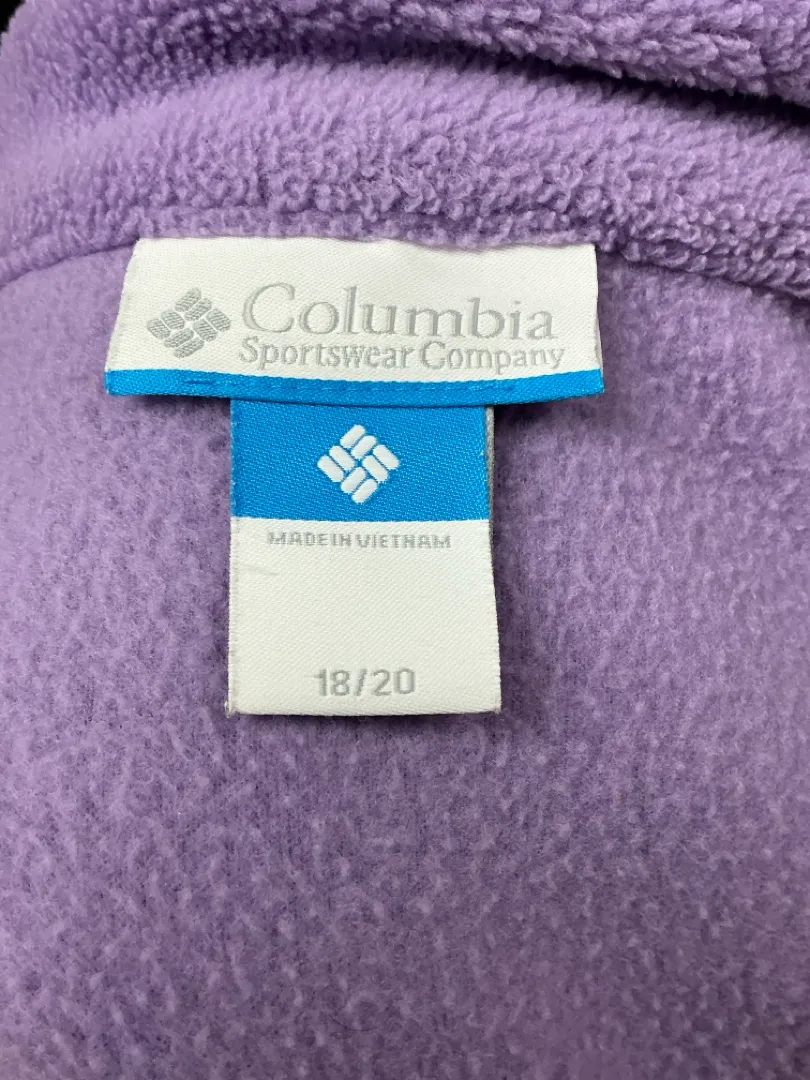 Columbia
Sportswear Company
MADE IN VIETNAM
18/20